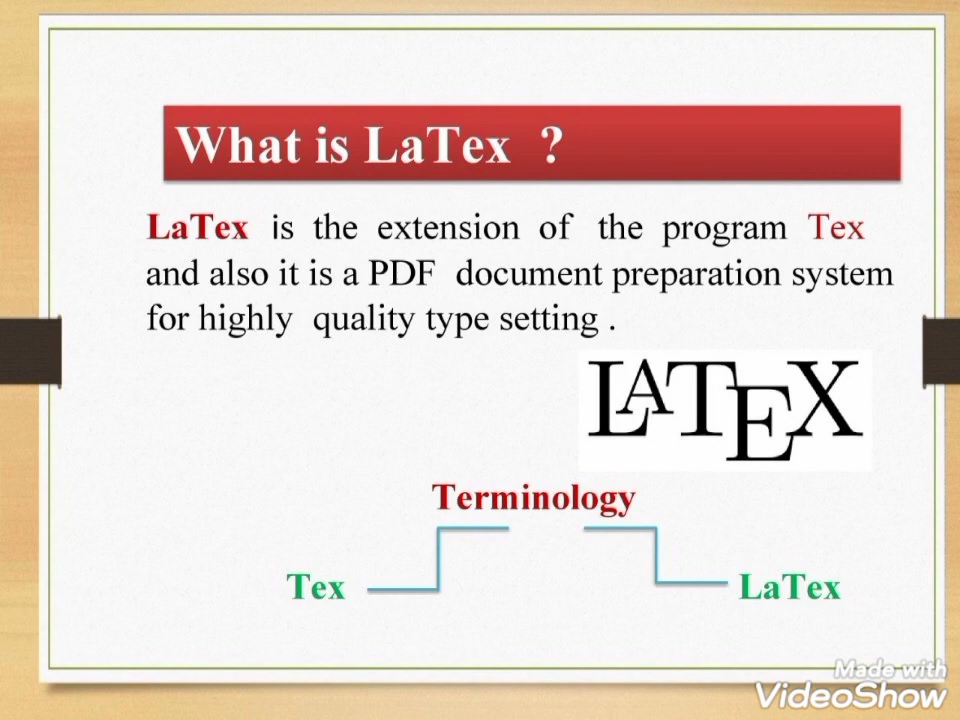 What is LaTex ?
LaTex is the extension of the program Tex
and also it is a PDF document preparation system
for highly quality type setting .
LATEX
Terminology
Tex
LaTex
Made with
VideoShow